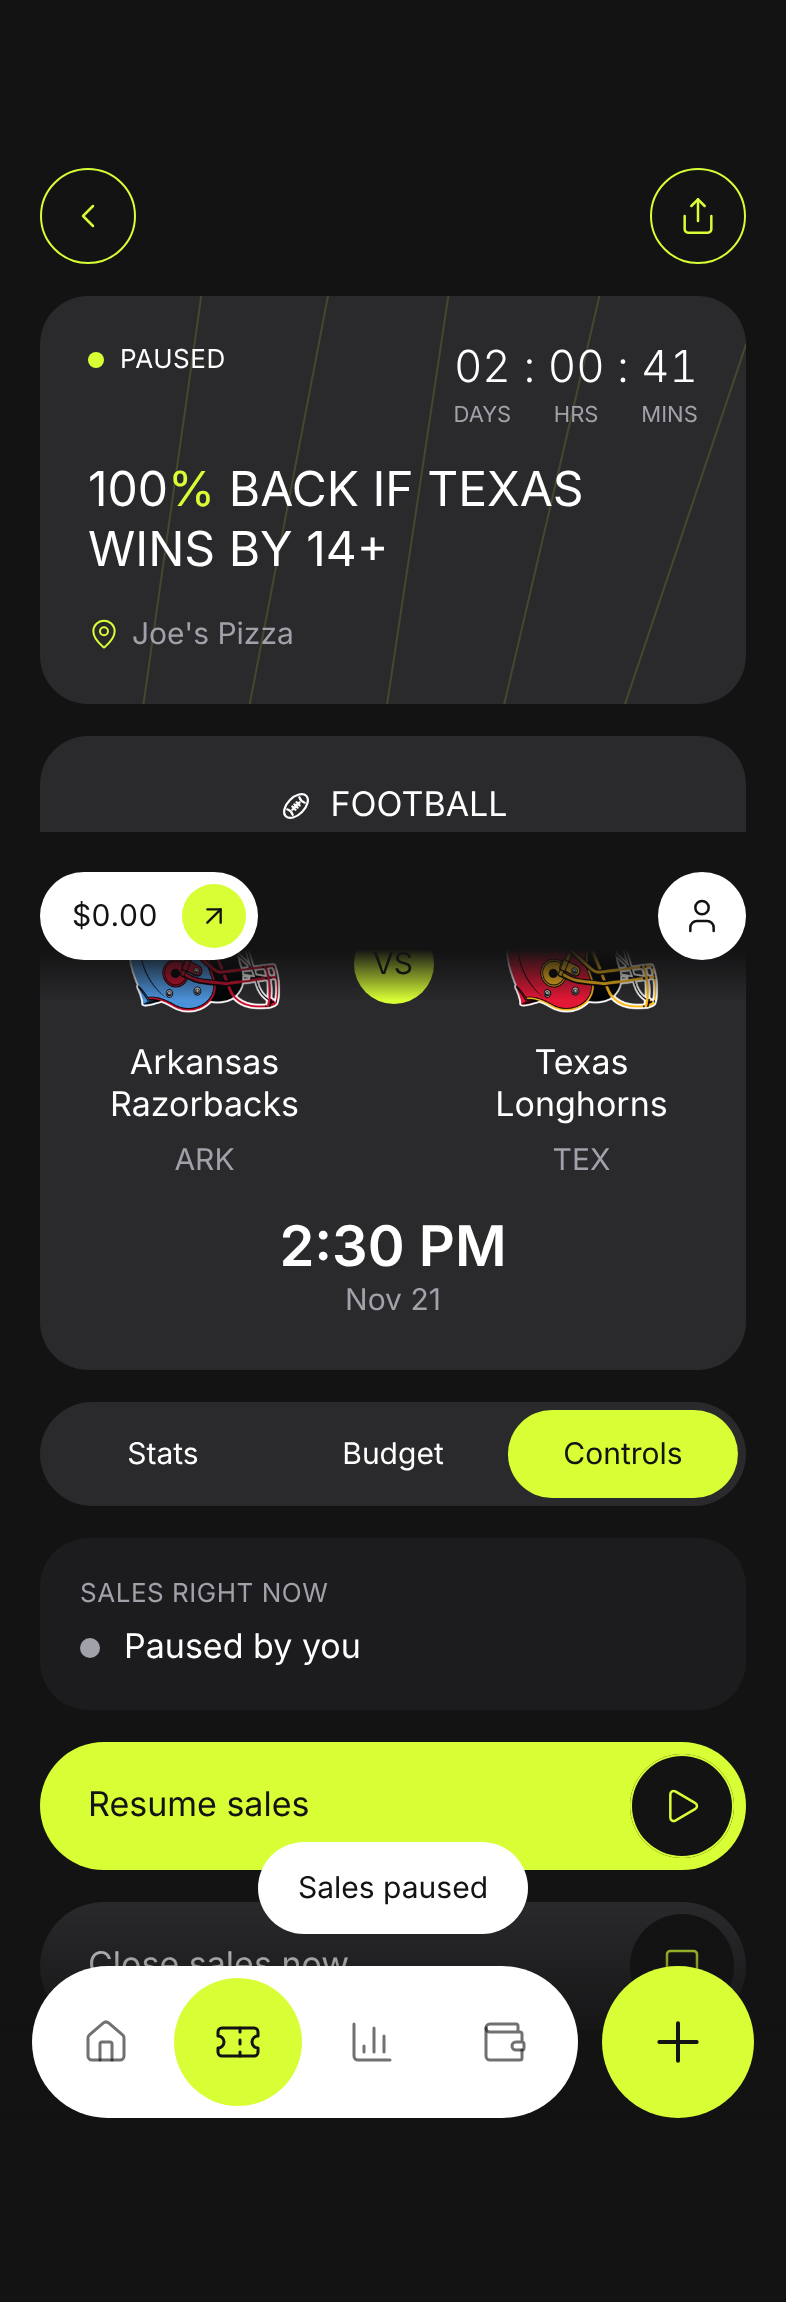 PAUSED
02 : 00 : 41
DAYS HRS MINS
100% BACK IF TEXAS
WINS BY 14+
Joe's Pizza
FOOTBALL
$0.00
VS
Arkansas
Razorbacks
ARK
Texas
Longhorns
TEX
2:30 PM
Nov 21
Stats Budget Controls
SALES RIGHT NOW
Paused by you
Resume sales
Sales paused
Close sales now